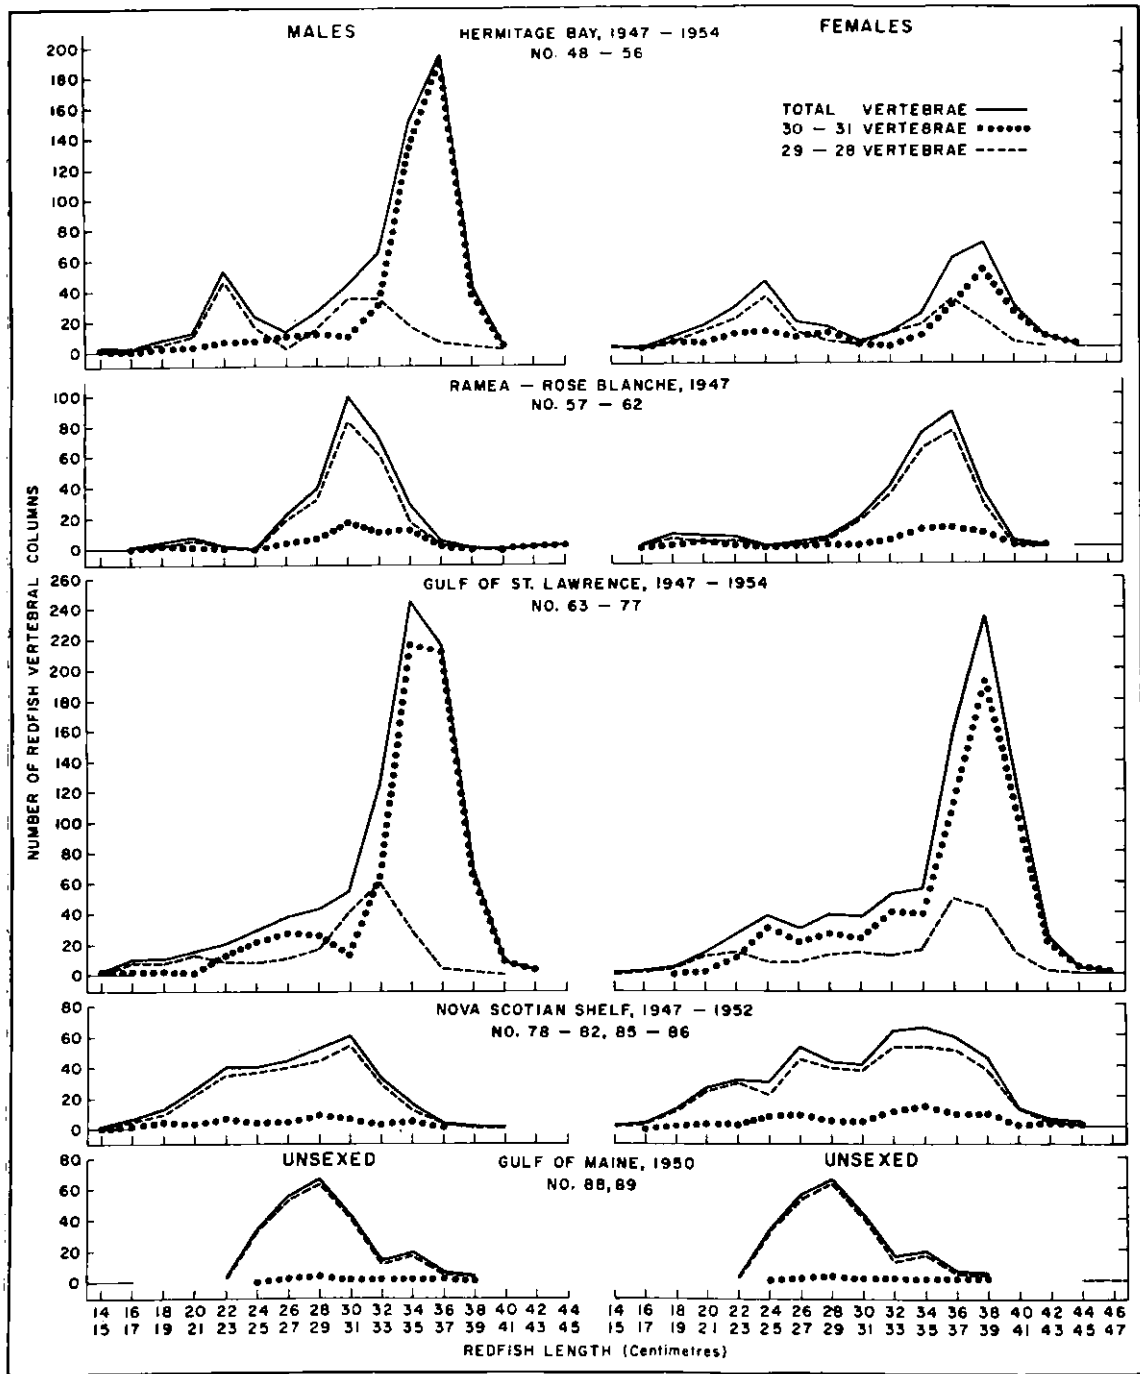 MALES
HERMITAGE BAY, 1947 – 1954
NO. 48 – 56
FEMALES
TOTAL VERTEBRAE
30 – 31 VERTEBRAE
29 – 28 VERTEBRAE
200
180
160
140
120
100
80
60
40
20
0
RAMEA – ROSE BLANCHE, 1947
NO. 57 – 62
100
80
60
40
20
0
NUMBER OF REDFISH VERTEBRAL COLUMNS
GULF OF ST. LAWRENCE, 1947 – 1954
NO. 63 – 77
260
240
220
200
180
160
140
120
100
80
60
40
20
0
NOVA SCOTIAN SHELF, 1947 – 1952
NO. 78 – 82, 85 – 86
80
60
40
20
0
UNSEXED
GULF OF MAINE, 1950
NO. 88, 89
UNSEXED
80
60
40
20
0
14 16 18 20 22 24 26 28 30 32 34 36 38 40 42 44 14 16 18 20 22 24 26 28 30 32 34 36 38 40 42 44 46
15 17 19 21 23 25 27 29 31 33 35 37 39 41 43 45 15 17 19 21 23 25 27 29 31 33 35 37 39 41 43 45 47
REDFISH LENGTH (Centimetres)